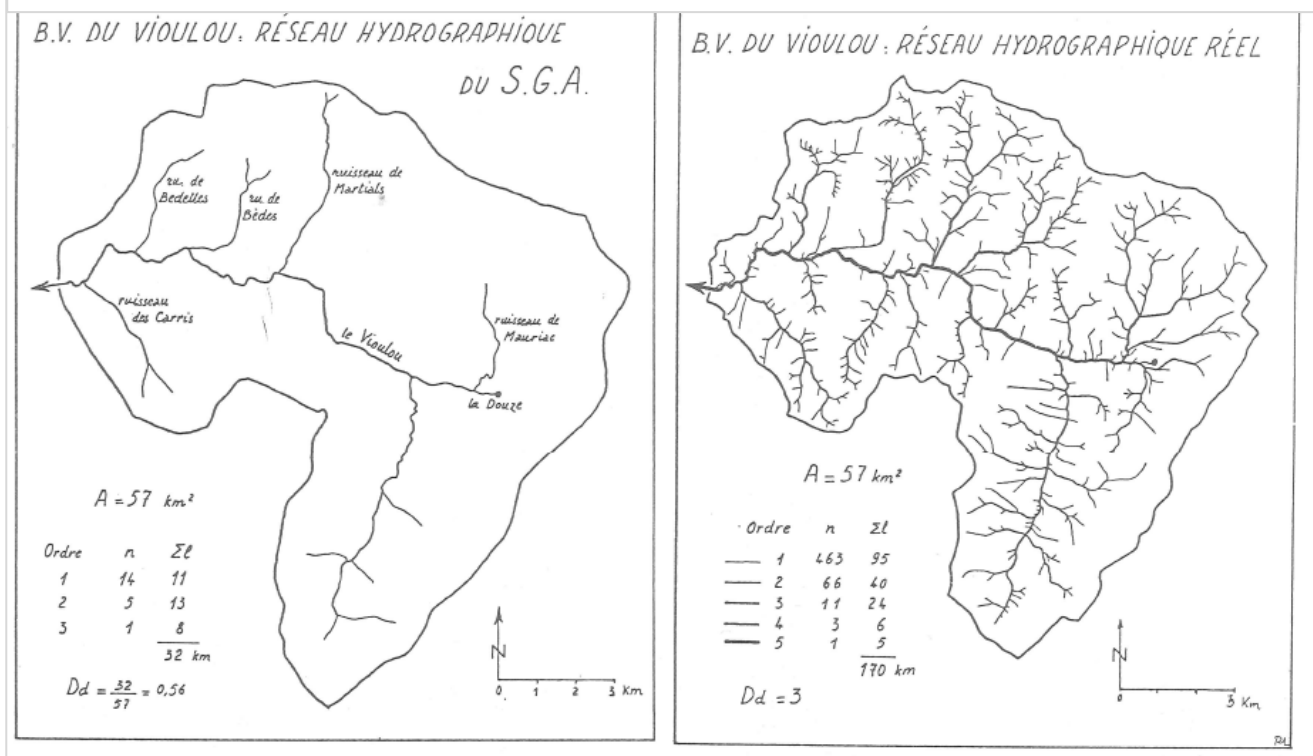 B.V. DU VIOULOU: RÉSEAU HYDROGRAPHIQUE
DU S.G.A.
ru. de
Bedelles
ru. de
Bèdes
ruisseau de
Martials
ruisseau
des Carris
le Vioulou
ruisseau de
Mauriac
la Douze
A = 57 km²
Ordre n Σl
1 14 11
2 5 13
3 1 8
32 km
Dd = 32/57 = 0,56
N
0 1 2 3 Km
B.V. DU VIOULOU: RÉSEAU HYDROGRAPHIQUE RÉEL
A = 57 km²
Ordre n Σl
1 463 95
2 66 40
3 11 24
4 3 6
5 1 5
170 km
Dd = 3
N
0 3 Km